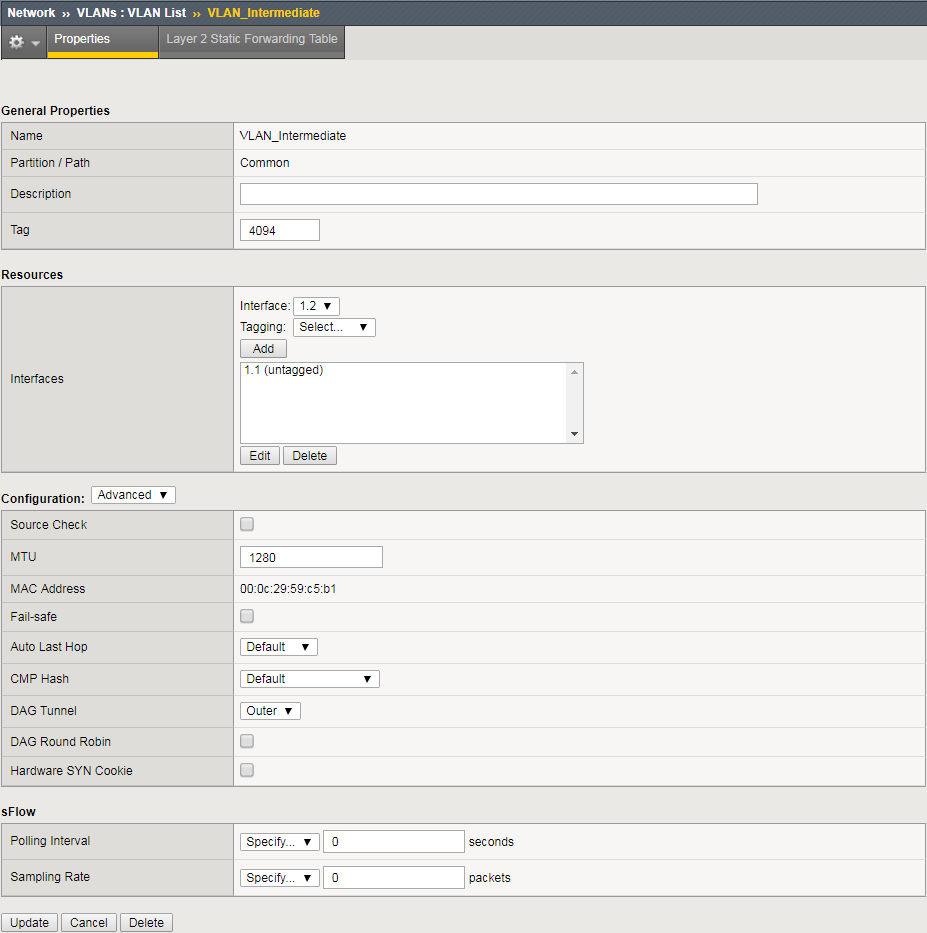 Network ›› VLANs : VLAN List ›› VLAN_Intermediate
Properties Layer 2 Static Forwarding Table
General Properties
Name VLAN_Intermediate
Partition / Path Common
Description
Tag 4094
Resources
Interface: 1.2
Tagging: Select...
Add
Interfaces 1.1 (untagged)
Edit Delete
Configuration: Advanced
Source Check
MTU 1280
MAC Address 00:0c:29:59:c5:b1
Fail-safe
Auto Last Hop Default
CMP Hash Default
DAG Tunnel Outer
DAG Round Robin
Hardware SYN Cookie
sFlow
Polling Interval Specify... 0 seconds
Sampling Rate Specify... 0 packets
Update Cancel Delete